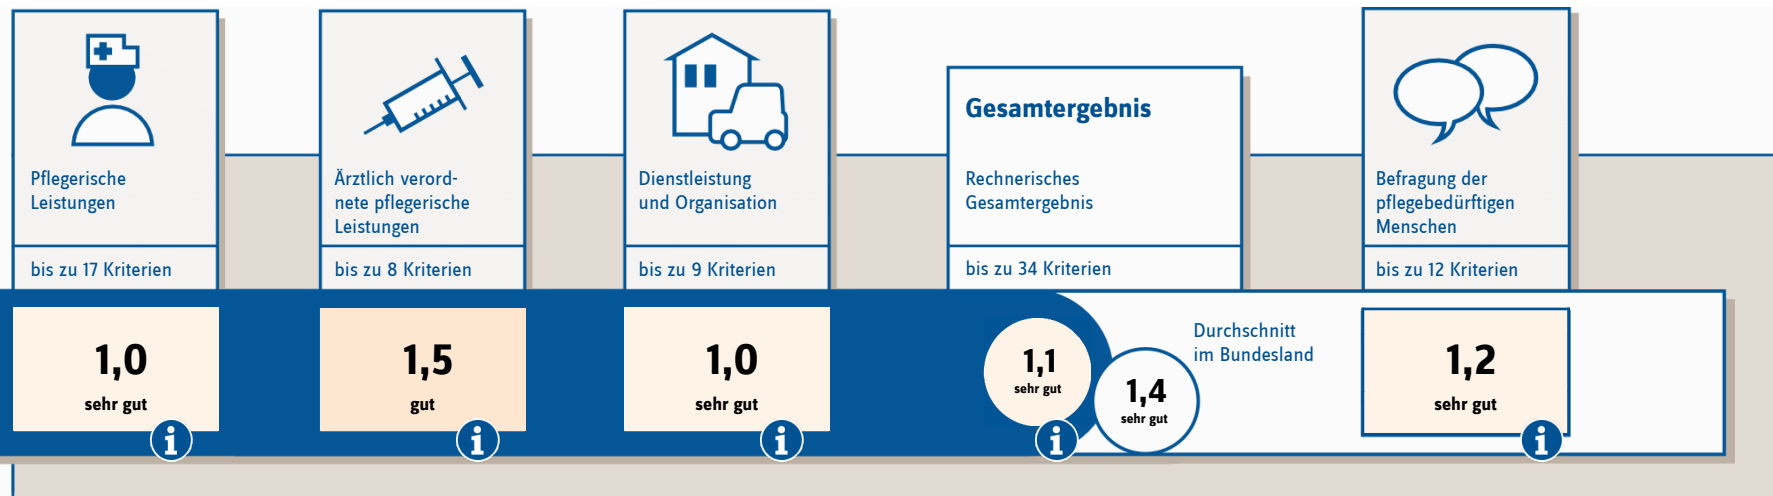 Pflegerische
Leistungen
bis zu 17 Kriterien
1,0
sehr gut
i
Ärztlich verord-
nete pflegerische
Leistungen
bis zu 8 Kriterien
1,5
gut
i
Dienstleistung
und Organisation
bis zu 9 Kriterien
1,0
sehr gut
i
Gesamtergebnis
Rechnerisches
Gesamtergebnis
bis zu 34 Kriterien
1,1
sehr gut
i
1,4
sehr gut
Durchschnitt
im Bundesland
Befragung der
pflegebedürftigen
Menschen
bis zu 12 Kriterien
1,2
sehr gut
i